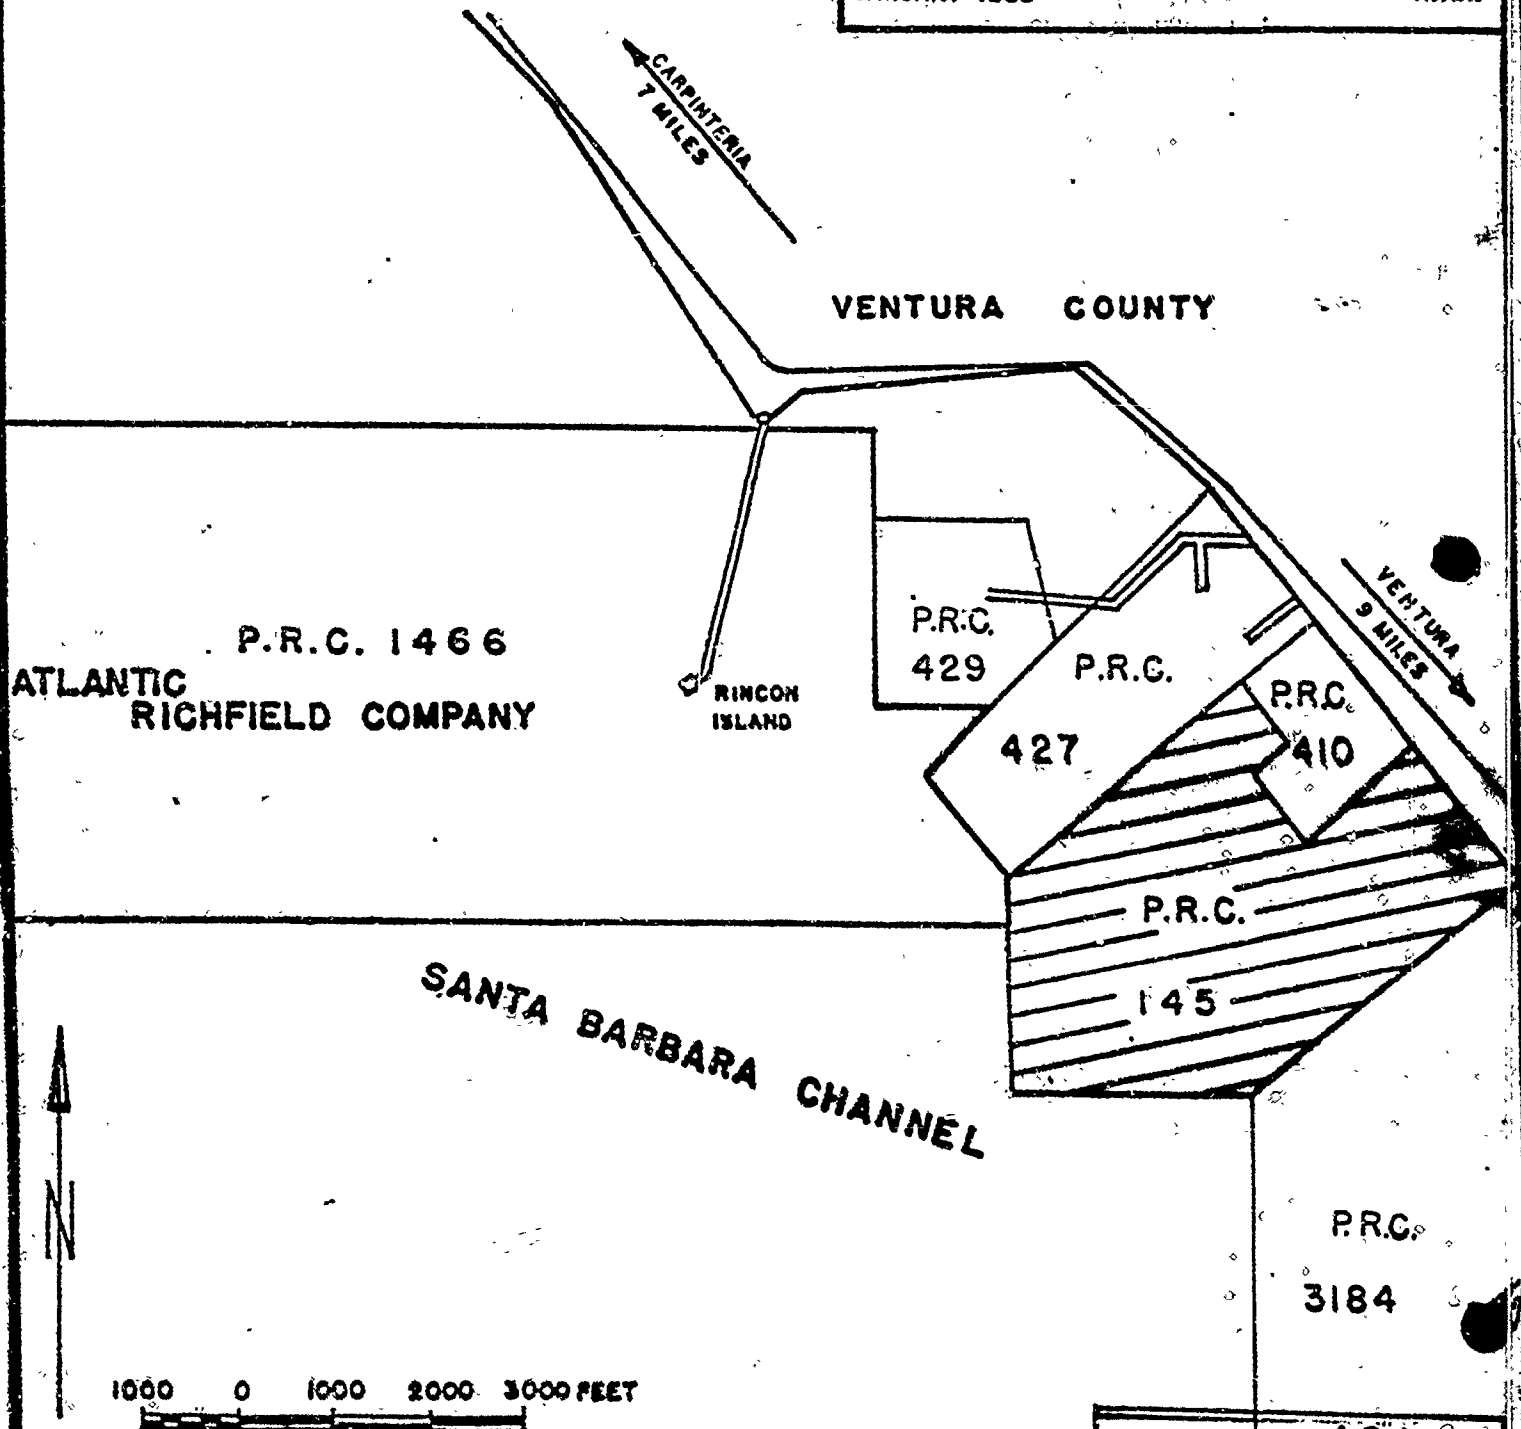 CARPINTERIA
7 MILES
VENTURA COUNTY
VENTURA
9 MILES
P.R.C. 1466
ATLANTIC
RICHFIELD COMPANY
RINCON
ISLAND
P.R.C.
429
P.R.C.
427
P.R.C.
410
P.R.C.
145
SANTA BARBARA CHANNEL
N
P.R.C.
3184
1000 0 1000 2000 3000 FEET